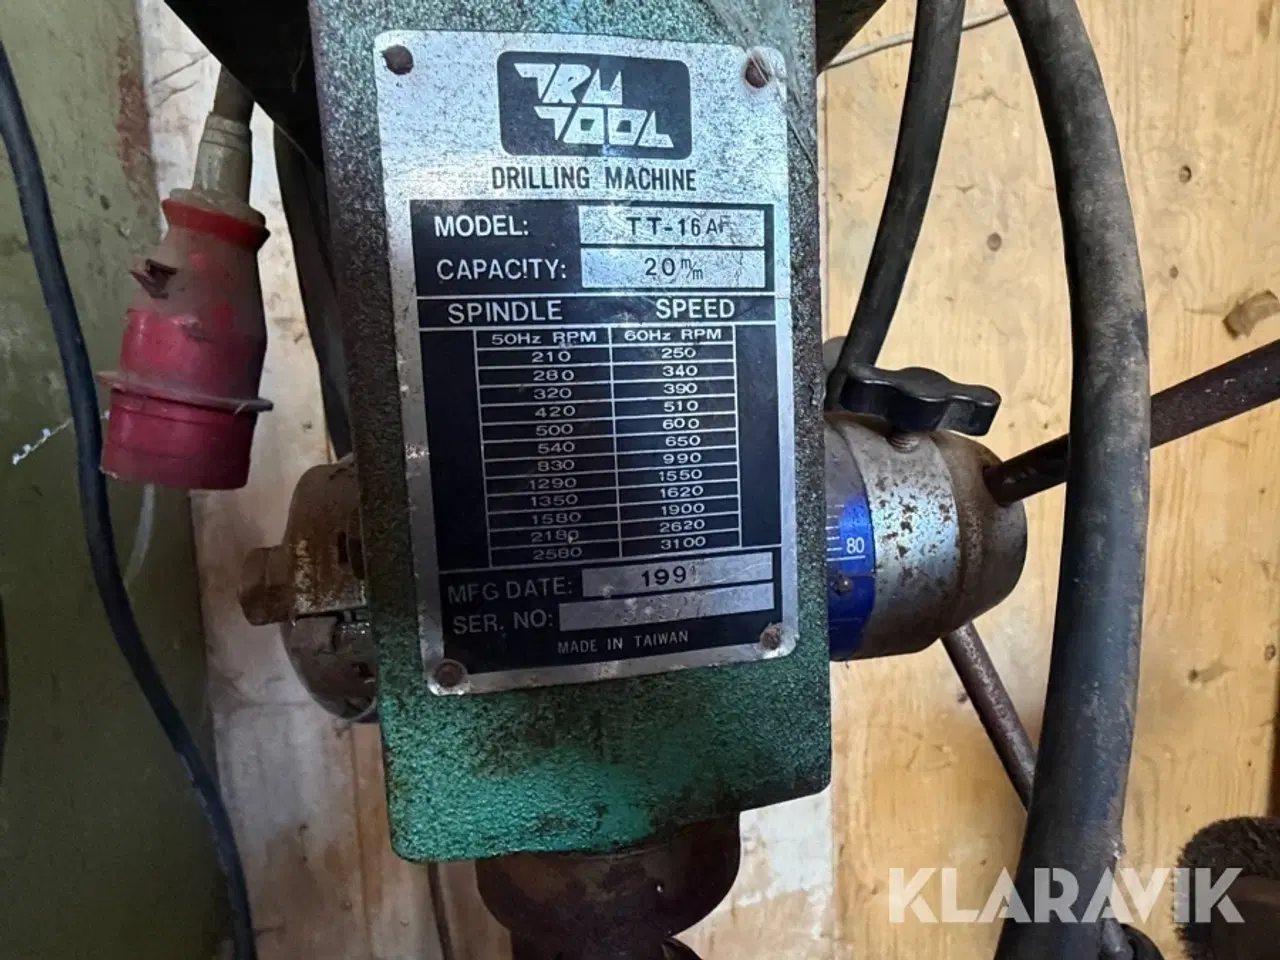 TRU
TOOL
DRILLING MACHINE
MODEL: TT-16AF
CAPACITY: 20 m/m
SPINDLE SPEED
50Hz RPM 60Hz RPM
210 250
280 340
320 390
420 510
500 600
540 650
830 990
1290 1550
1350 1620
1580 1900
2180 2620
2580 3100
MFG DATE: 199
SER. NO:
MADE IN TAIWAN
80
KLARAVIK